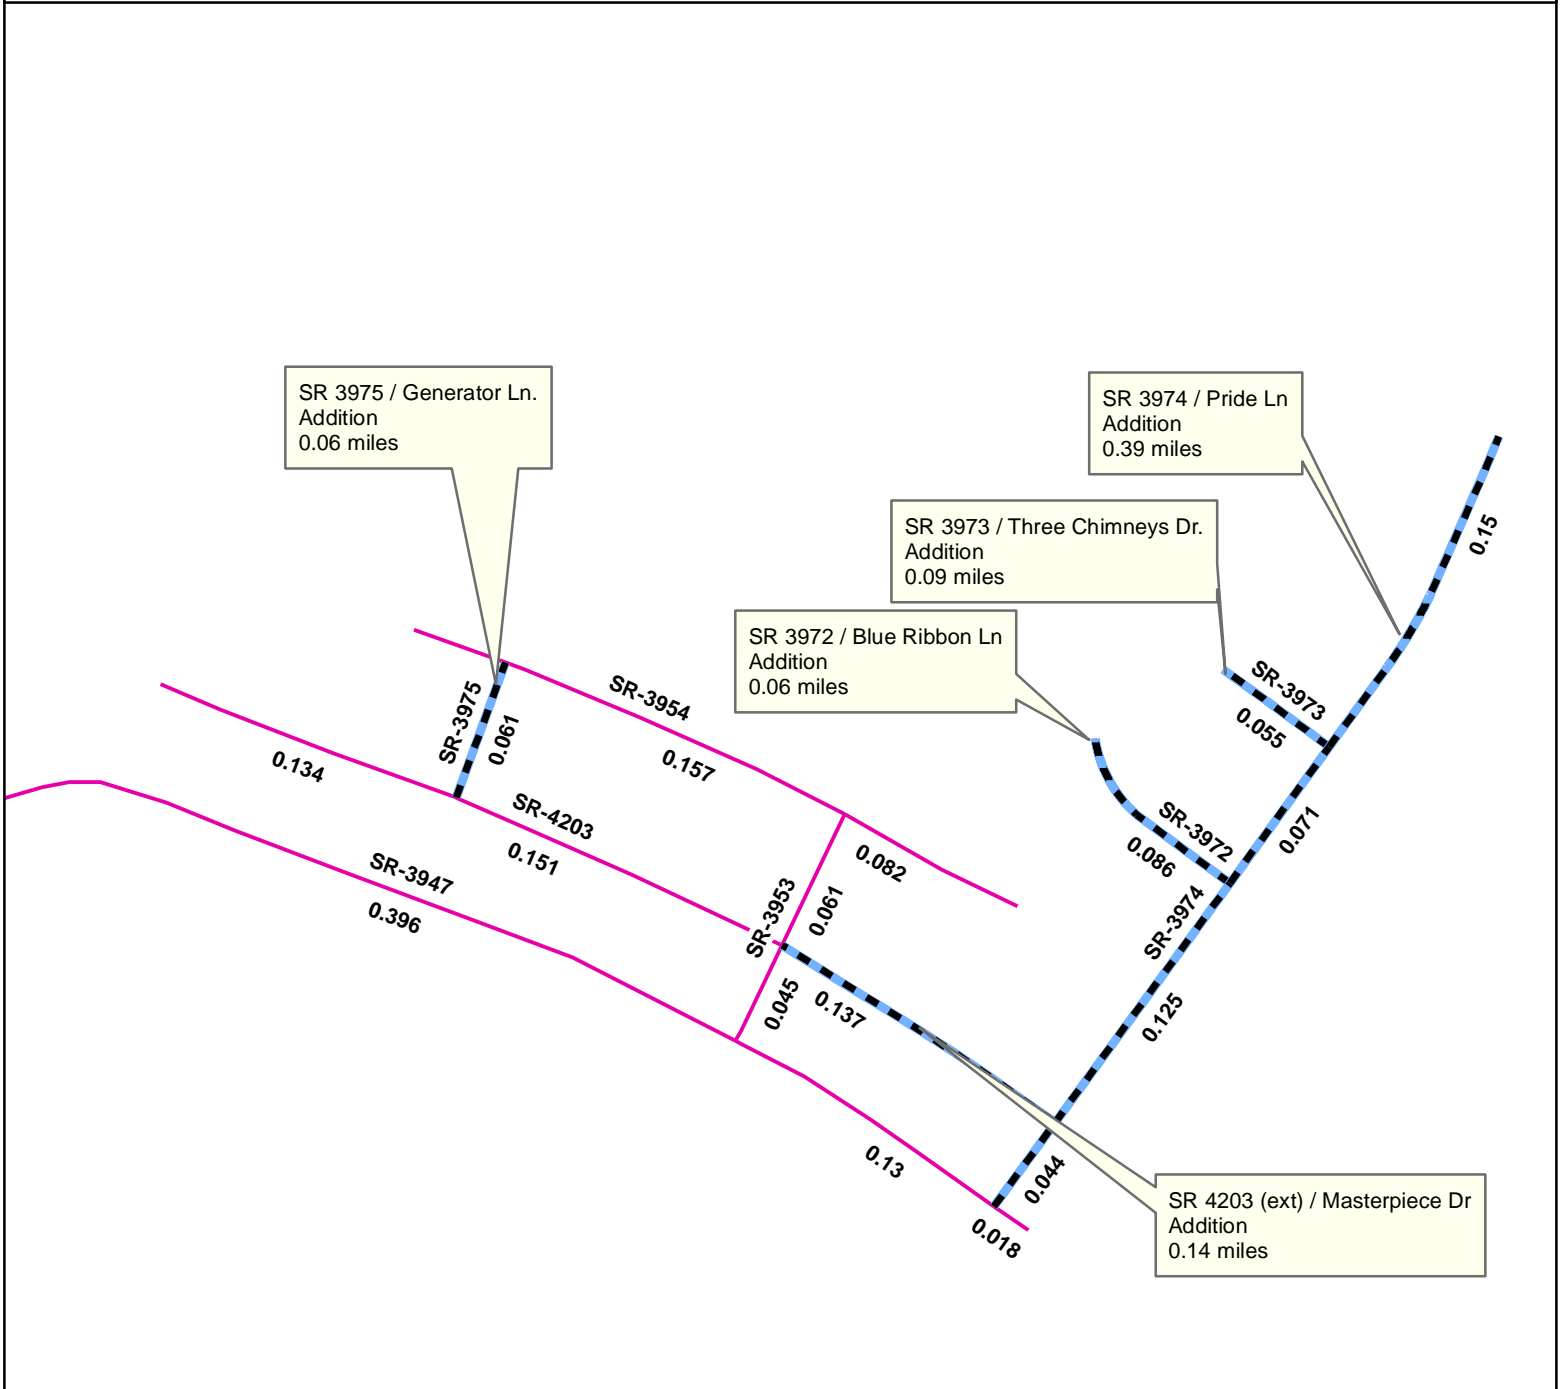 SR 3975 / Generator Ln.
Addition
0.06 miles
SR 3974 / Pride Ln
Addition
0.39 miles
SR 3973 / Three Chimneys Dr.
Addition
0.09 miles
SR 3972 / Blue Ribbon Ln
Addition
0.06 miles
0.15
SR-3973
0.055
SR-3975
0.061
SR-3954
0.157
0.134
SR-4203
0.151
SR-3972
0.086
0.071
SR-3947
0.396
0.082
SR-3953
0.061
SR-3974
0.125
0.045
0.137
0.13
0.044
0.018
SR 4203 (ext) / Masterpiece Dr
Addition
0.14 miles